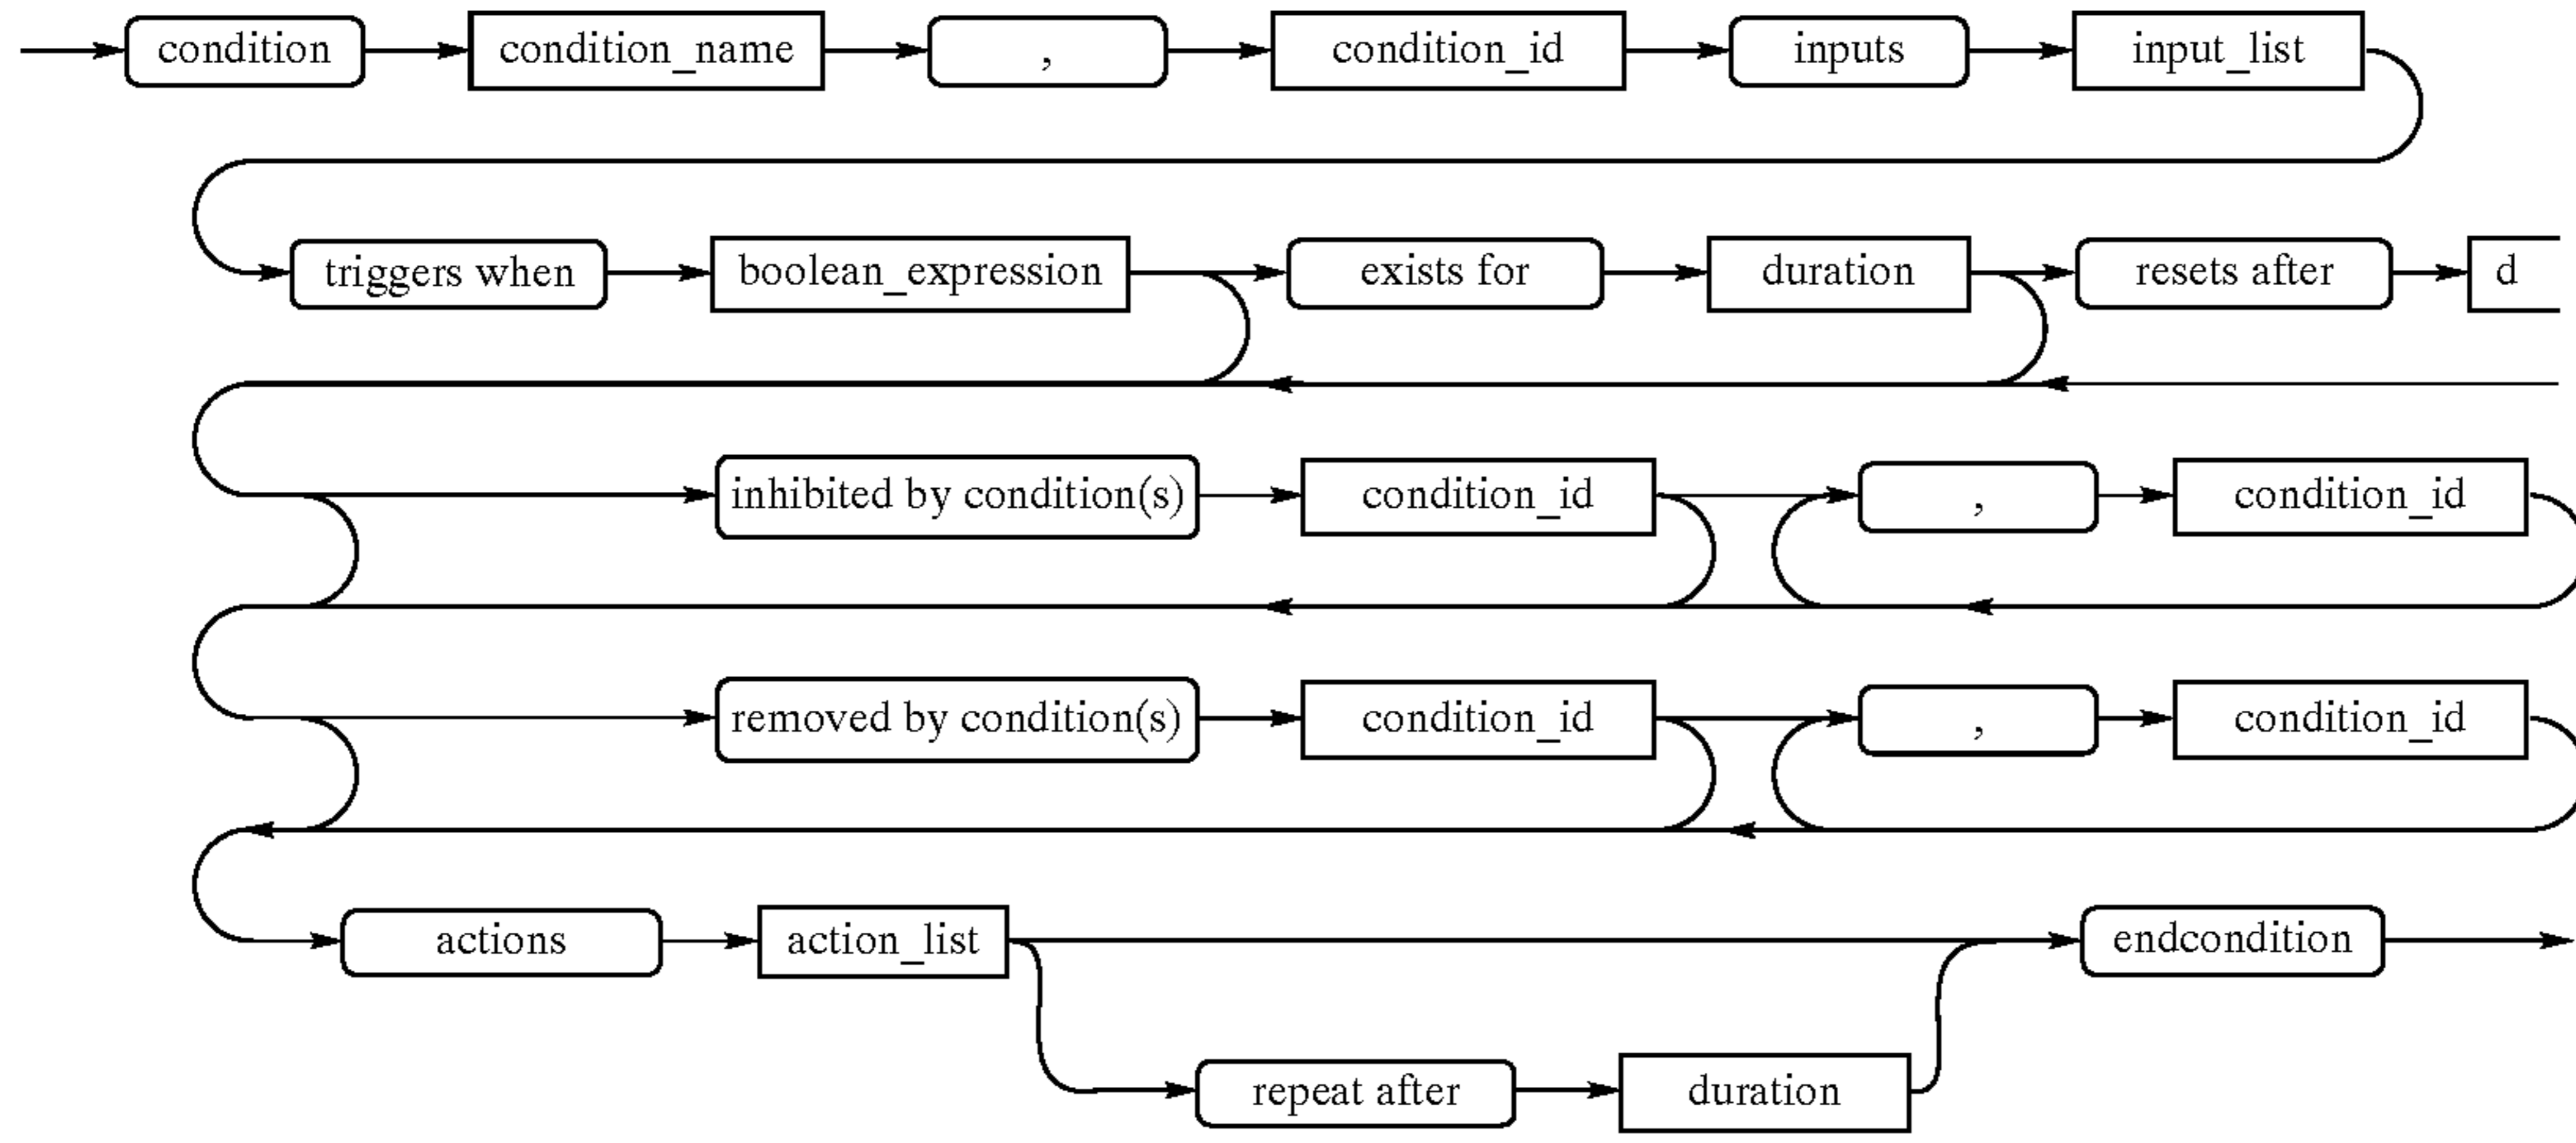 condition condition_name , condition_id inputs input_list
triggers when boolean_expression exists for duration resets after d
inhibited by condition(s) condition_id , condition_id
removed by condition(s) condition_id , condition_id
actions action_list endcondition
repeat after duration